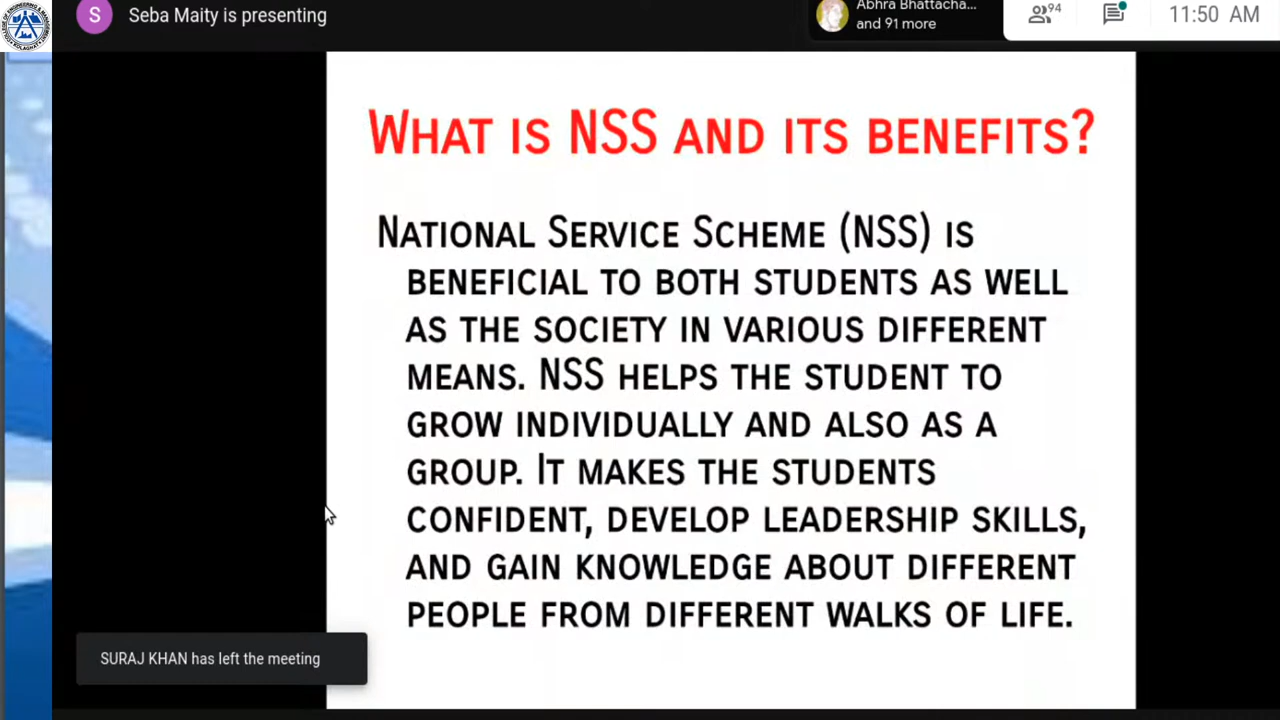 S Seba Maity is presenting
Abhra Bhattacha...
and 91 more
94
11:50 AM
WHAT IS NSS AND ITS BENEFITS?
NATIONAL SERVICE SCHEME (NSS) IS
BENEFICIAL TO BOTH STUDENTS AS WELL
AS THE SOCIETY IN VARIOUS DIFFERENT
MEANS. NSS HELPS THE STUDENT TO
GROW INDIVIDUALLY AND ALSO AS A
GROUP. IT MAKES THE STUDENTS
CONFIDENT, DEVELOP LEADERSHIP SKILLS,
AND GAIN KNOWLEDGE ABOUT DIFFERENT
PEOPLE FROM DIFFERENT WALKS OF LIFE.
SURAJ KHAN has left the meeting